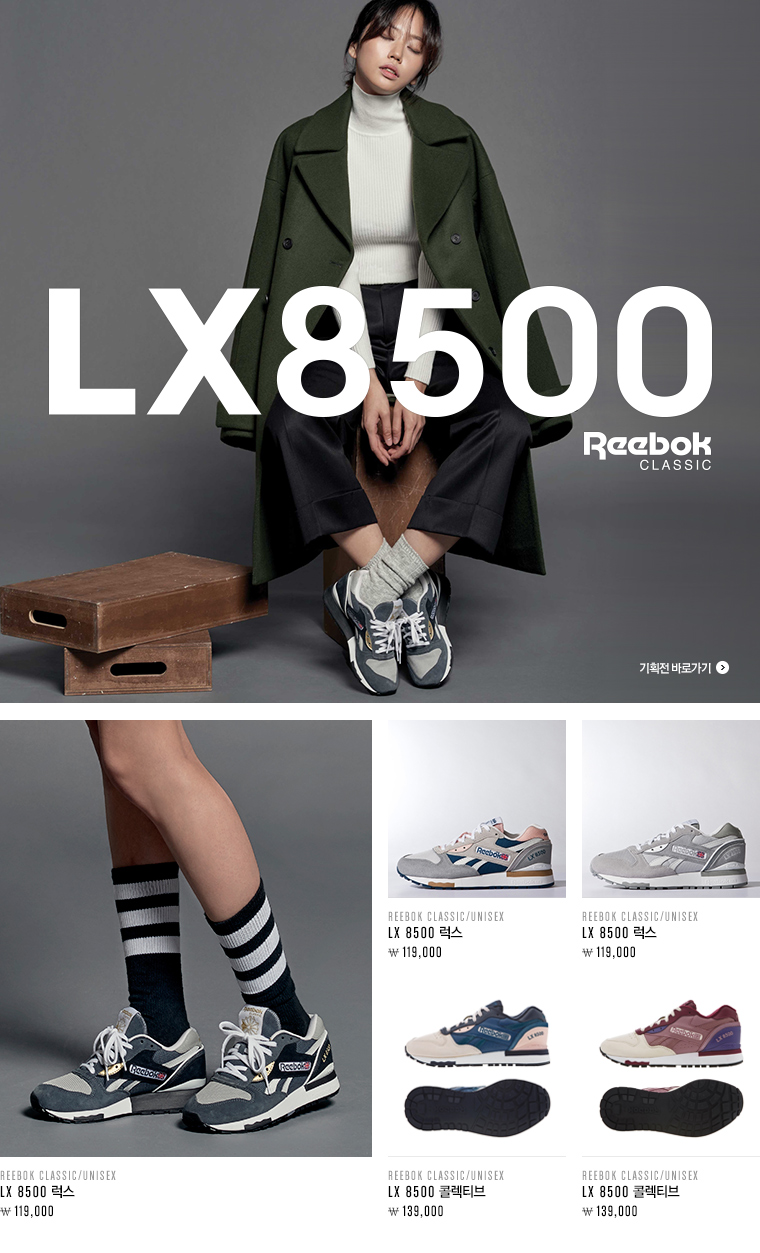 LX8500
Reebok
CLASSIC
기획전 바로가기
REEBOK CLASSIC/UNISEX
LX 8500 럭스
₩ 119,000
REEBOK CLASSIC/UNISEX
LX 8500 럭스
₩ 119,000
REEBOK CLASSIC/UNISEX
LX 8500 럭스
₩ 119,000
REEBOK CLASSIC/UNISEX
LX 8500 콜렉티브
₩ 139,000
REEBOK CLASSIC/UNISEX
LX 8500 콜렉티브
₩ 139,000